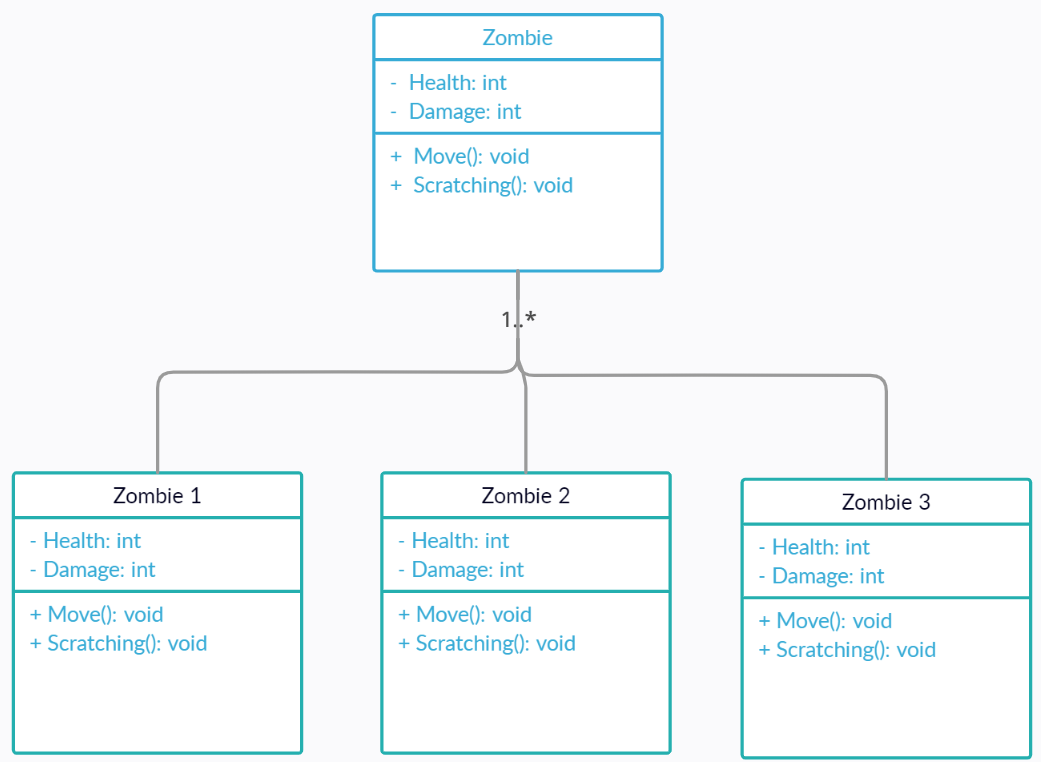 Zombie
- Health: int
- Damage: int
+ Move(): void
+ Scratching(): void
1..*
Zombie 1
- Health: int
- Damage: int
+ Move(): void
+ Scratching(): void
Zombie 2
- Health: int
- Damage: int
+ Move(): void
+ Scratching(): void
Zombie 3
- Health: int
- Damage: int
+ Move(): void
+ Scratching(): void